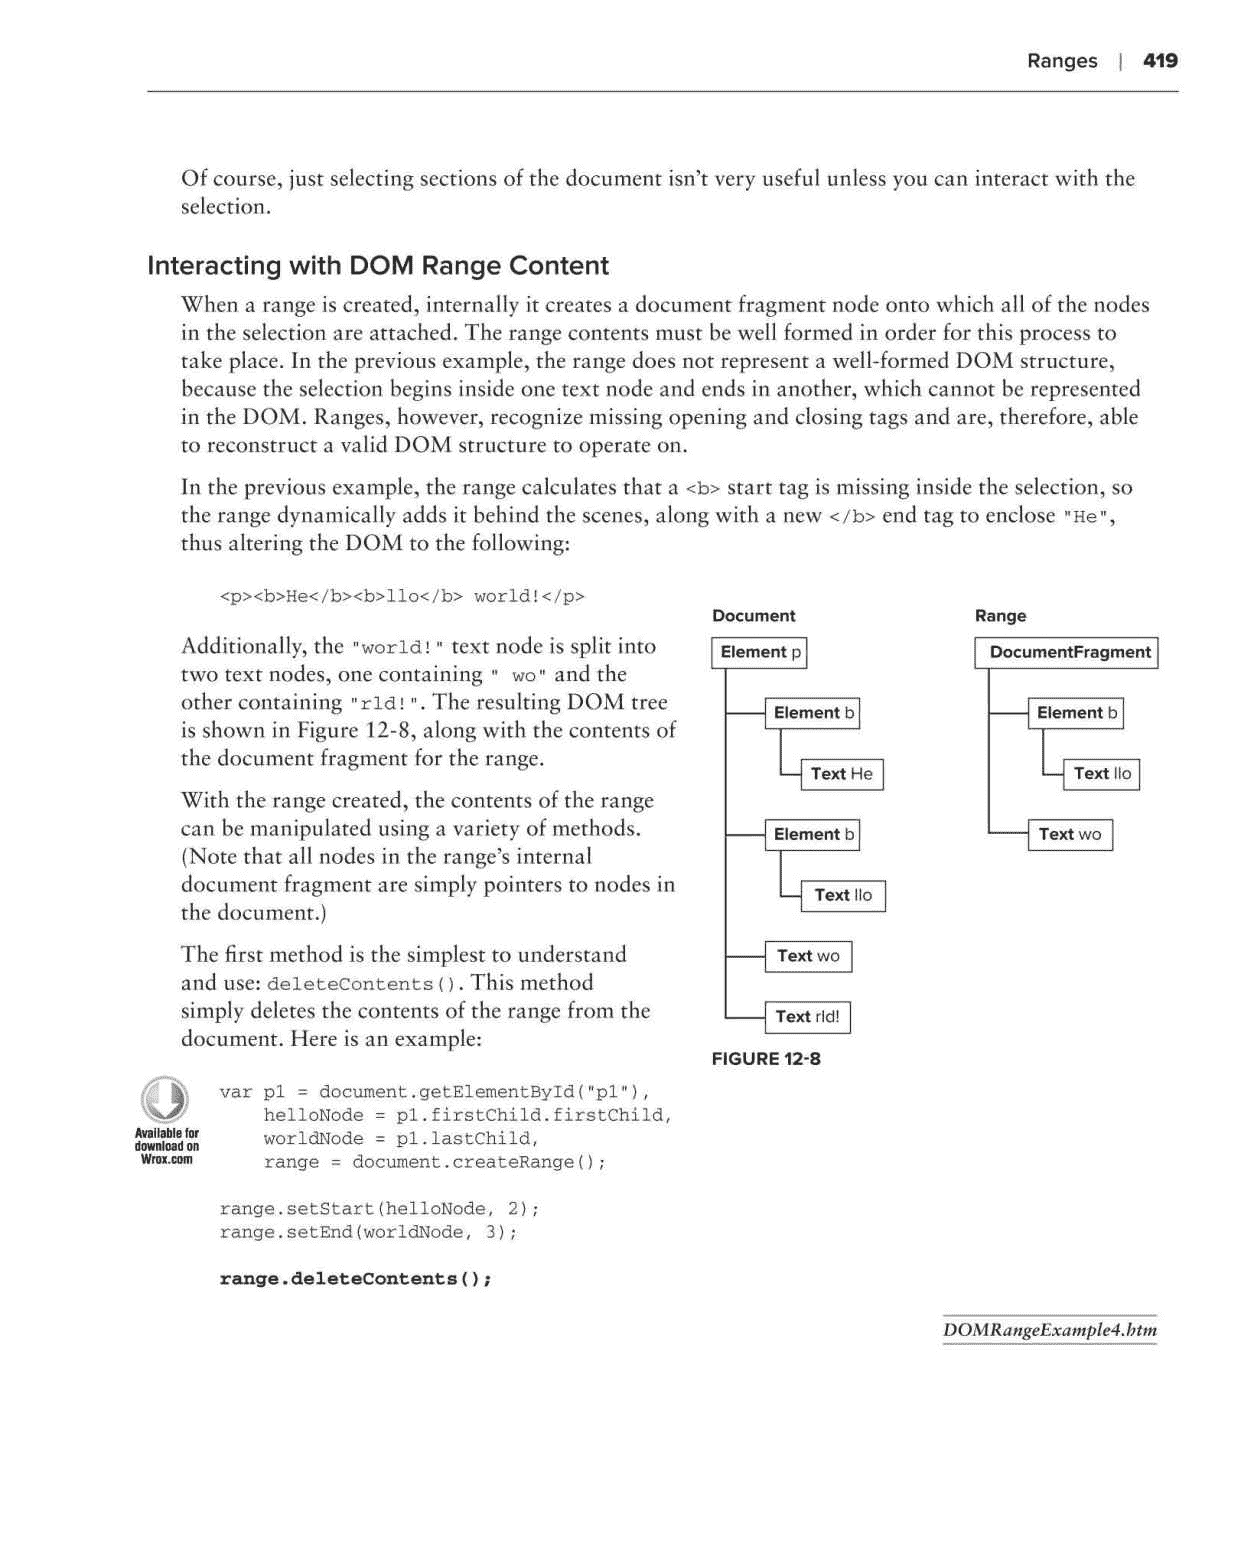 Ranges | 419
Of course, just selecting sections of the document isn't very useful unless you can interact with the
selection.
Interacting with DOM Range Content
When a range is created, internally it creates a document fragment node onto which all of the nodes
in the selection are attached. The range contents must be well formed in order for this process to
take place. In the previous example, the range does not represent a well-formed DOM structure,
because the selection begins inside one text node and ends in another, which cannot be represented
in the DOM. Ranges, however, recognize missing opening and closing tags and are, therefore, able
to reconstruct a valid DOM structure to operate on.
In the previous example, the range calculates that a <b> start tag is missing inside the selection, so
the range dynamically adds it behind the scenes, along with a new </b> end tag to enclose "He",
thus altering the DOM to the following:
<p><b>He</b><b>llo</b> world!</p>
Additionally, the "world!" text node is split into
two text nodes, one containing " wo" and the
other containing "rld!". The resulting DOM tree
is shown in Figure 12-8, along with the contents of
the document fragment for the range.
With the range created, the contents of the range
can be manipulated using a variety of methods.
(Note that all nodes in the range's internal
document fragment are simply pointers to nodes in
the document.)
The first method is the simplest to understand
and use: deleteContents(). This method
simply deletes the contents of the range from the
document. Here is an example:
Document
Element p
Element b
Text He
Element b
Text llo
Text wo
Text rld!
Range
DocumentFragment
Element b
Text llo
Text wo
FIGURE 12-8
Available for
download on
Wrox.com
var p1 = document.getElementById("p1"),
    helloNode = p1.firstChild.firstChild,
    worldNode = p1.lastChild,
    range = document.createRange();
range.setStart(helloNode, 2);
range.setEnd(worldNode, 3);
range.deleteContents();
DOMRangeExample4.htm